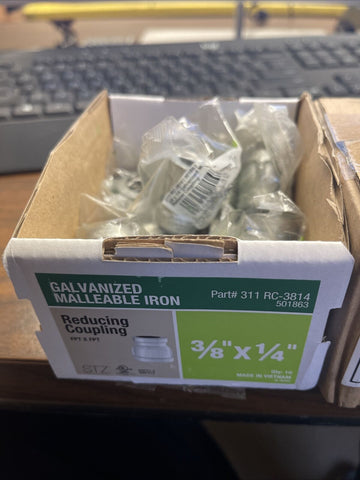 GALVANIZED
MALLEABLE IRON
Part# 311 RC-3814
501863
Reducing
Coupling
FPT X FPT
3/8" X 1/4"
STZ
MADE IN VIETNAM